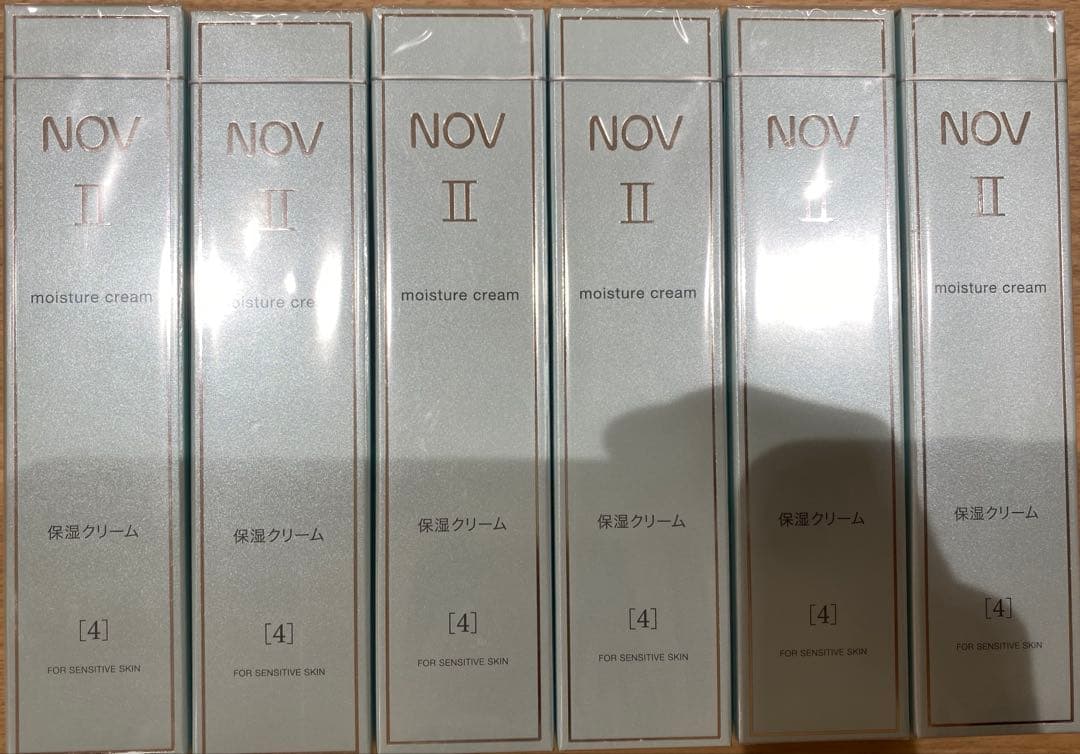 NOV
II
moisture cream
保湿クリーム
[4]
FOR SENSITIVE SKIN
NOV
II
保湿クリーム
[4]
FOR SENSITIVE SKIN
NOV
II
moisture cream
保湿クリーム
[4]
FOR SENSITIVE SKIN
NOV
II
moisture cream
保湿クリーム
[4]
FOR SENSITIVE SKIN
NOV
II
保湿クリーム
[4]
FOR SENSITIVE SKIN
NOV
II
moisture cream
保湿クリーム
[4]
FOR SENSITIVE SKIN